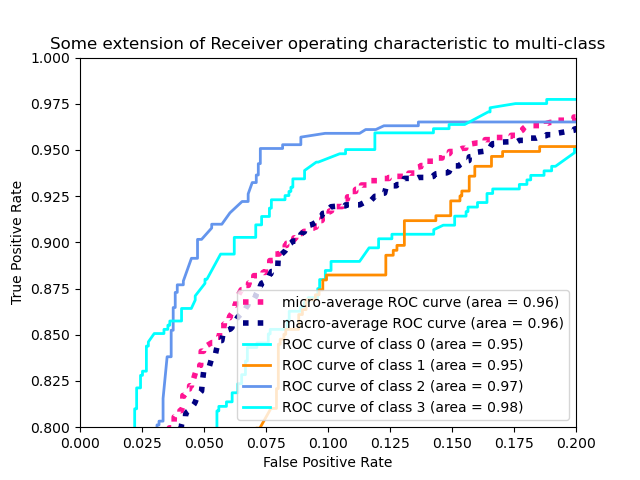 Some extension of Receiver operating characteristic to multi-class
1.000
0.975
0.950
0.925
0.900
0.875
0.850
0.825
0.800
True Positive Rate
micro-average ROC curve (area = 0.96)
macro-average ROC curve (area = 0.96)
ROC curve of class 0 (area = 0.95)
ROC curve of class 1 (area = 0.95)
ROC curve of class 2 (area = 0.97)
ROC curve of class 3 (area = 0.98)
0.000 0.025 0.050 0.075 0.100 0.125 0.150 0.175 0.200
False Positive Rate